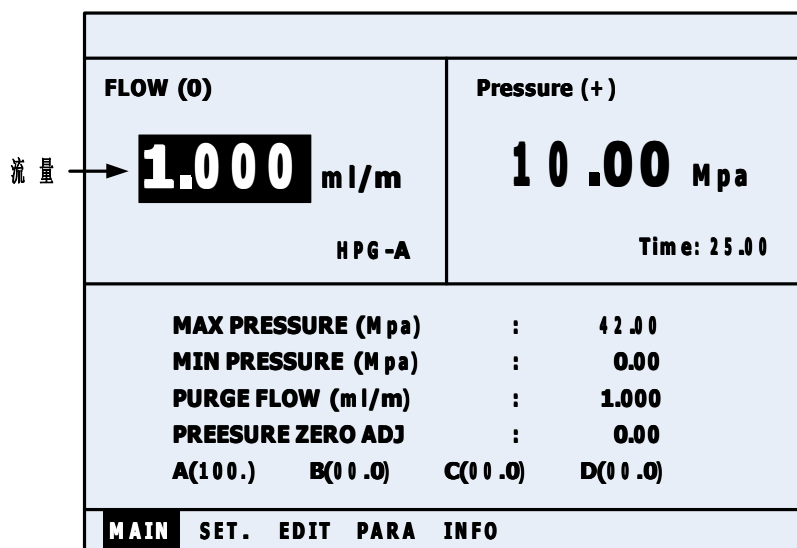 FLOW (0)
Pressure (+)
流量
1.000 ml/m
10.00 Mpa
HPG-A
Time: 25.00
MAX PRESSURE (Mpa) : 42.00
MIN PRESSURE (Mpa) : 0.00
PURGE FLOW (ml/m) : 1.000
PREESURE ZERO ADJ : 0.00
A(100.) B(00.0) C(00.0) D(00.0)
MAIN SET. EDIT PARA INFO